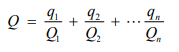 Q = q₁/Q₁ + q₂/Q₂ + ⋯ qₙ/Qₙ